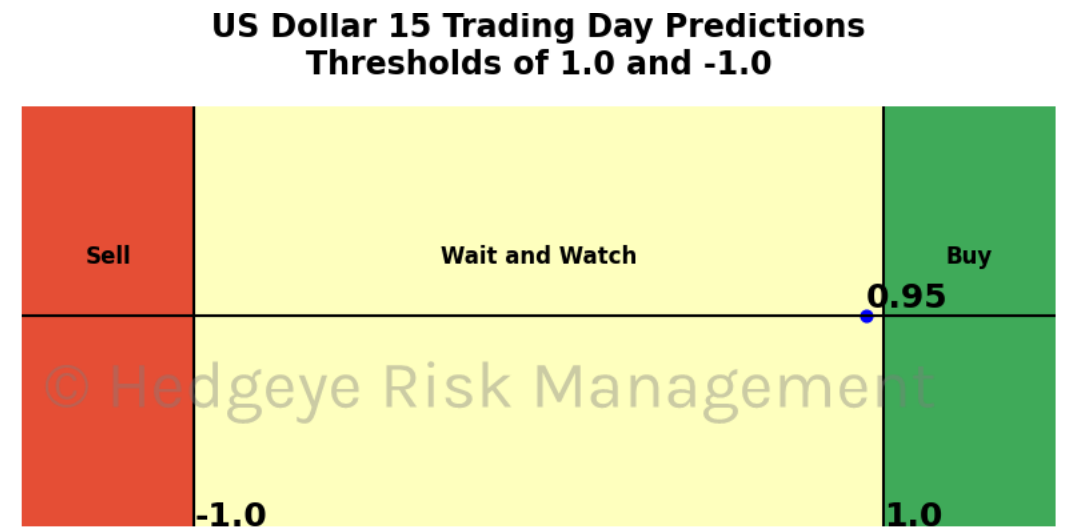 US Dollar 15 Trading Day Predictions
Thresholds of 1.0 and -1.0
Sell
Wait and Watch
Buy
0.95
© Hedgeye Risk Management
-1.0
1.0